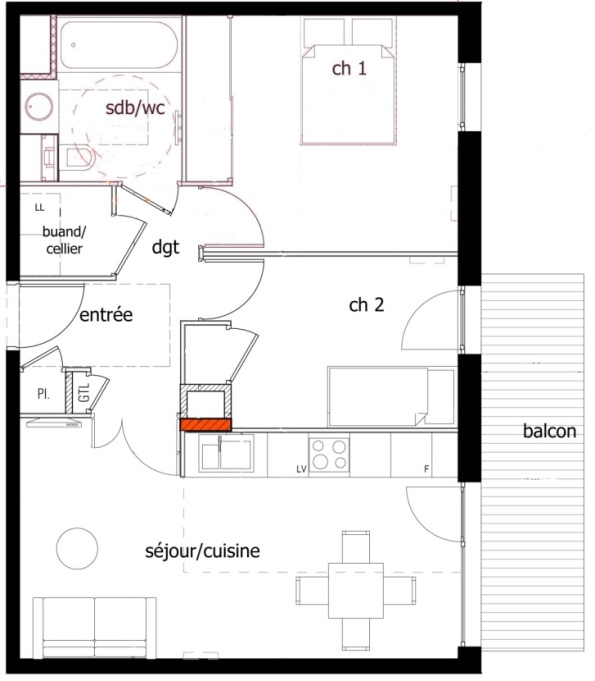 ch 1
sdb/wc
LL
buand/
cellier
dgt
entrée
ch 2
Pl.
GTL
balcon
LV
F
séjour/cuisine